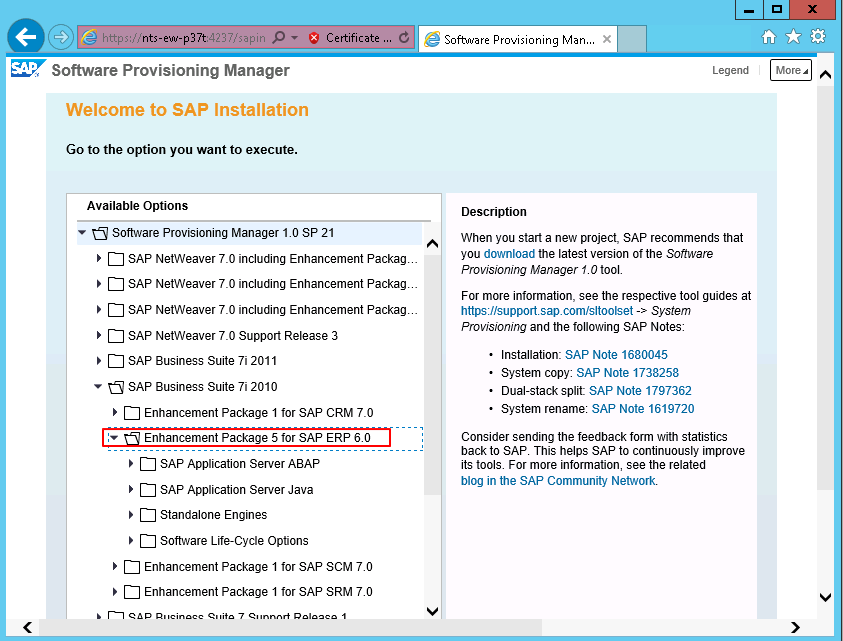 https://nts-ew-p37t:4237/sapin
Certificate ...
Software Provisioning Man...
SAP
Software Provisioning Manager
Legend
More
Welcome to SAP Installation
Go to the option you want to execute.
Available Options
Software Provisioning Manager 1.0 SP 21
SAP NetWeaver 7.0 including Enhancement Packag...
SAP NetWeaver 7.0 including Enhancement Packag...
SAP NetWeaver 7.0 including Enhancement Packag...
SAP NetWeaver 7.0 Support Release 3
SAP Business Suite 7i 2011
SAP Business Suite 7i 2010
Enhancement Package 1 for SAP CRM 7.0
Enhancement Package 5 for SAP ERP 6.0
SAP Application Server ABAP
SAP Application Server Java
Standalone Engines
Software Life-Cycle Options
Enhancement Package 1 for SAP SCM 7.0
Enhancement Package 1 for SAP SRM 7.0
SAP Business Suite 7 Support Release 1
Description
When you start a new project, SAP recommends that
you download the latest version of the Software
Provisioning Manager 1.0 tool.
For more information, see the respective tool guides at
https://support.sap.com/sltoolset -> System
Provisioning and the following SAP Notes:
• Installation: SAP Note 1680045
• System copy: SAP Note 1738258
• Dual-stack split: SAP Note 1797362
• System rename: SAP Note 1619720
Consider sending the feedback form with statistics
back to SAP. This helps SAP to continuously improve
its tools. For more information, see the related
blog in the SAP Community Network.